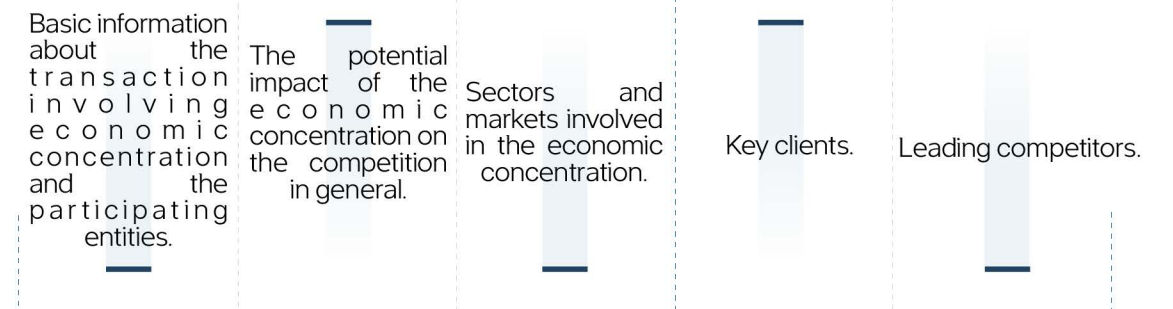 Basic information
about the
transaction
involving
economic
concentration
and the
participating
entities.
The potential
impact of the
economic
concentration on
the competition
in general.
Sectors and
markets involved
in the economic
concentration.
Key clients.
Leading competitors.